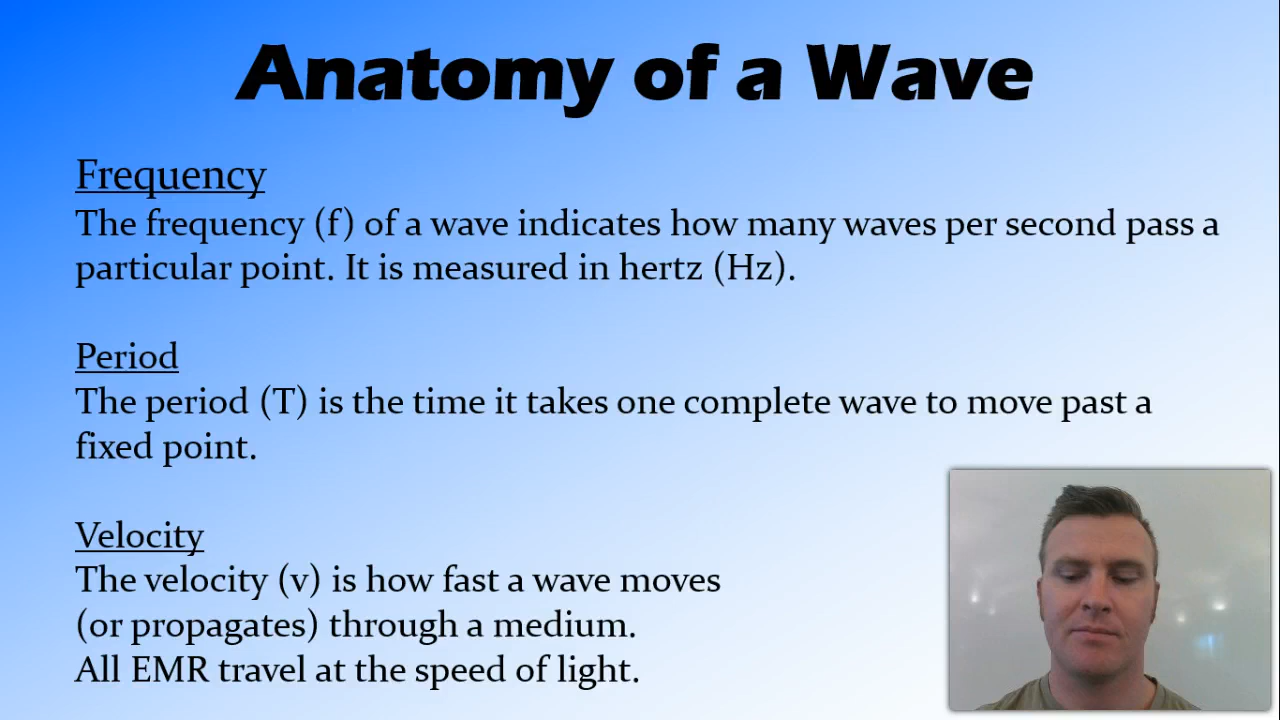 Anatomy of a Wave
Frequency
The frequency (f) of a wave indicates how many waves per second pass a
particular point. It is measured in hertz (Hz).
Period
The period (T) is the time it takes one complete wave to move past a
fixed point.
Velocity
The velocity (v) is how fast a wave moves
(or propagates) through a medium.
All EMR travel at the speed of light.